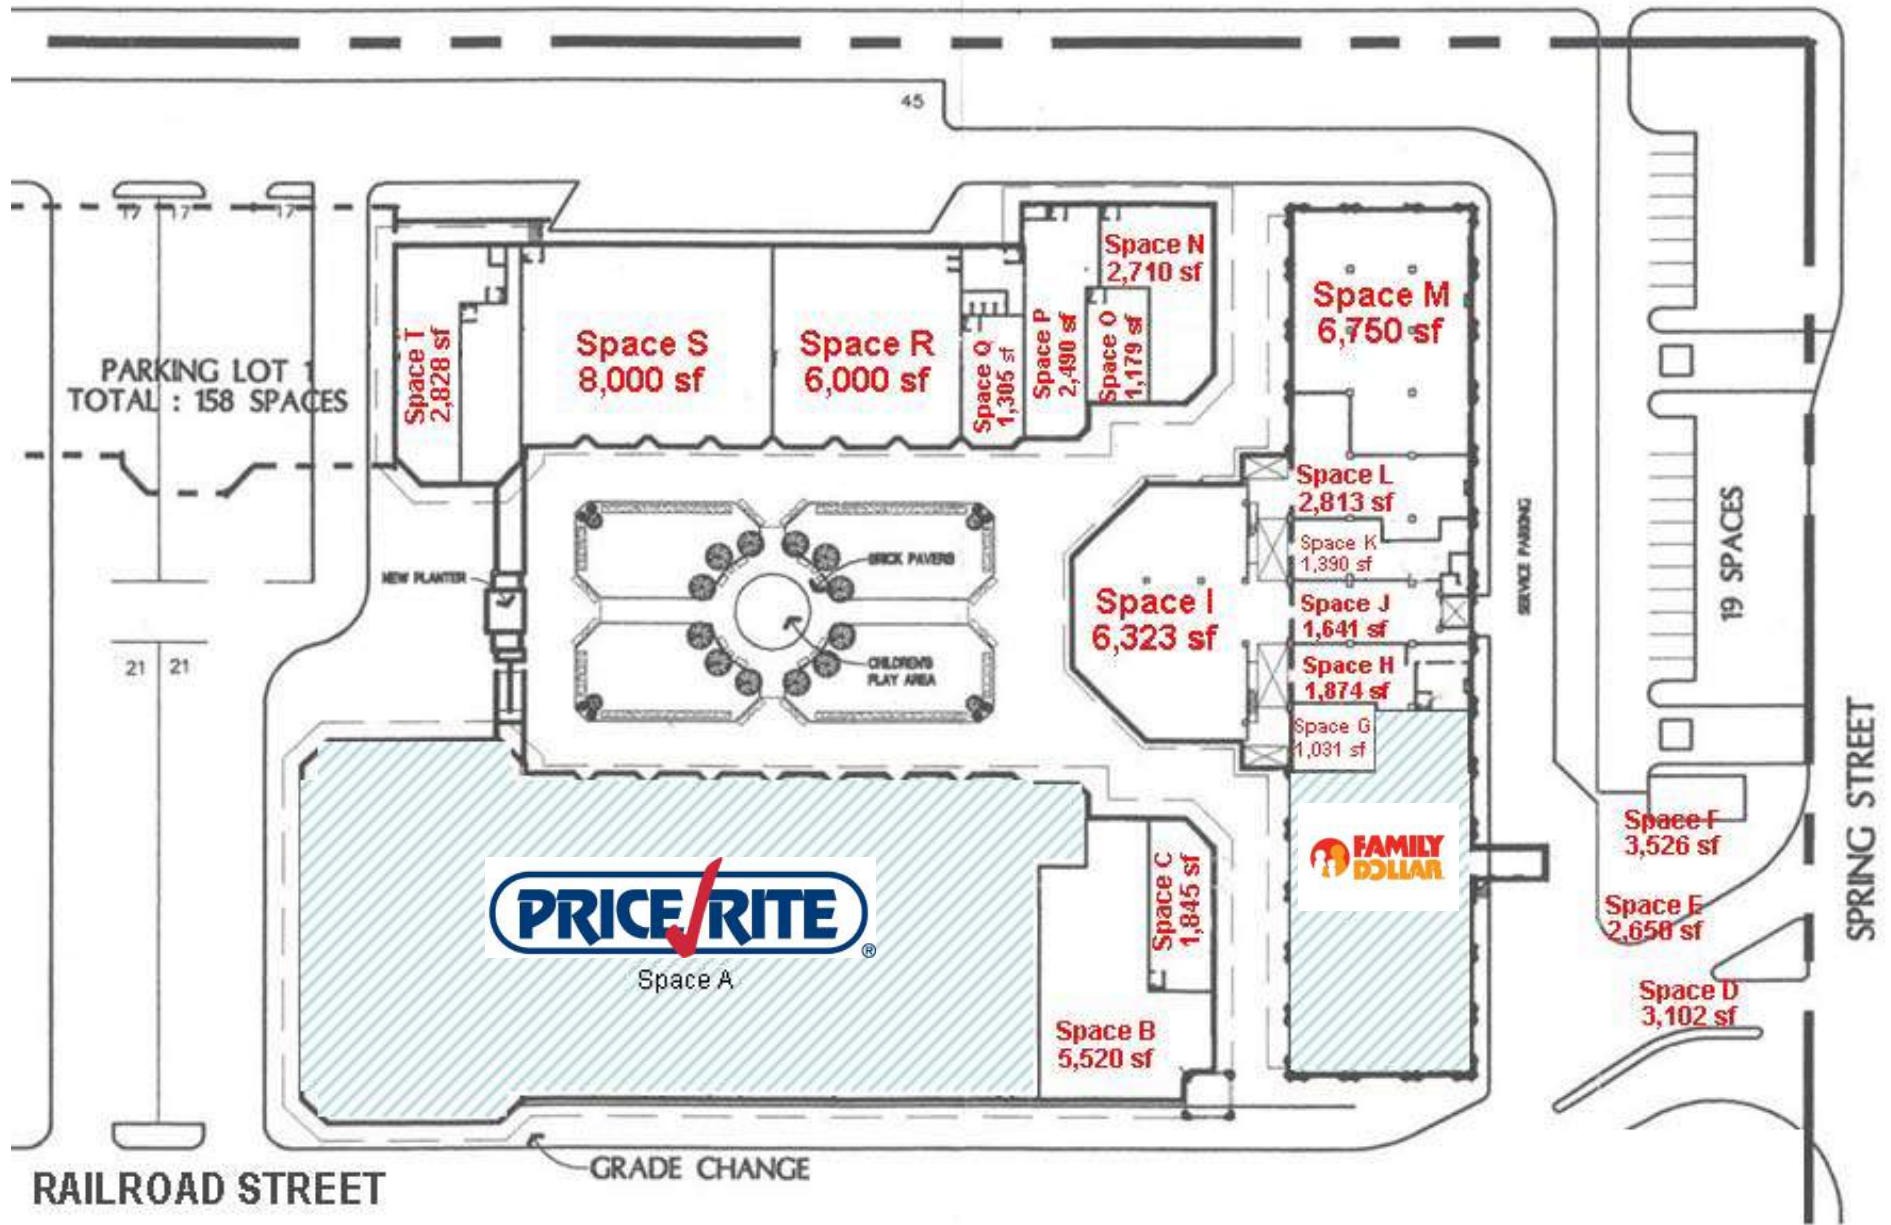 45
17 17
17
PARKING LOT 1
TOTAL : 158 SPACES
Space T
2,828 sf
Space S
8,000 sf
Space R
6,000 sf
Space Q
1,305 sf
Space P
2,490 sf
Space O
1,179 sf
Space N
2,710 sf
Space M
6,750 sf
Space L
2,813 sf
Space K
1,390 sf
Space J
1,641 sf
Space I
6,323 sf
Space H
1,874 sf
Space G
1,031 sf
SERVICE PARKING
19 SPACES
NEW PLANTER
BRICK PAVERS
CHILDREN'S
PLAY AREA
21 21
FAMILY
DOLLAR
Space F
3,526 sf
Space E
2,650 sf
Space D
3,102 sf
SPRING STREET
PRICE RITE ®
Space A
Space C
1,845 sf
Space B
5,520 sf
GRADE CHANGE
RAILROAD STREET